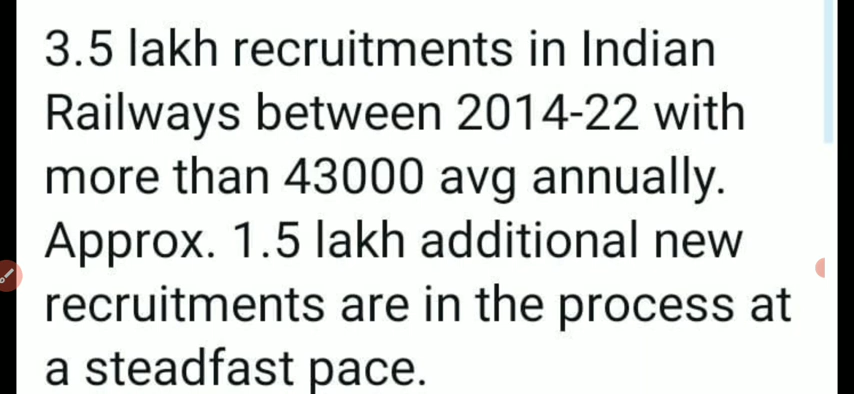 3.5 lakh recruitments in Indian
Railways between 2014-22 with
more than 43000 avg annually.
Approx. 1.5 lakh additional new
recruitments are in the process at
a steadfast pace.